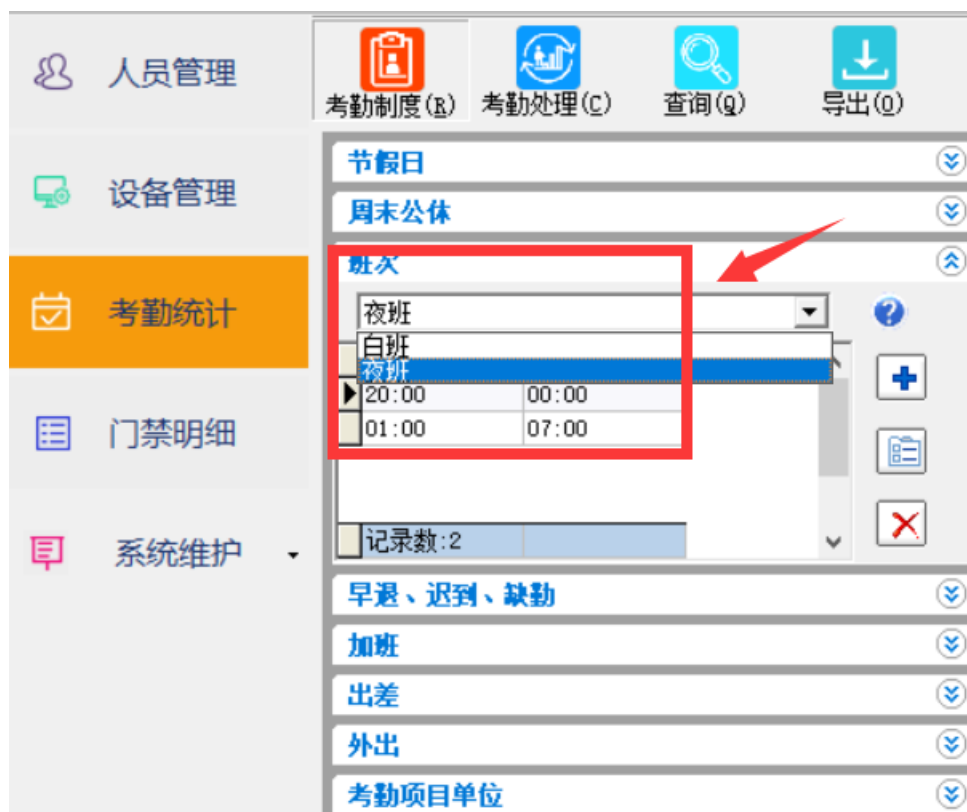 人员管理
设备管理
考勤统计
门禁明细
系统维护
考勤制度(R) 考勤处理(C) 查询(Q) 导出(O)
节假日
周末公休
班次
夜班
白班
夜班
20:00 00:00
01:00 07:00
记录数:2
早退、迟到、缺勤
加班
出差
外出
考勤项目单位